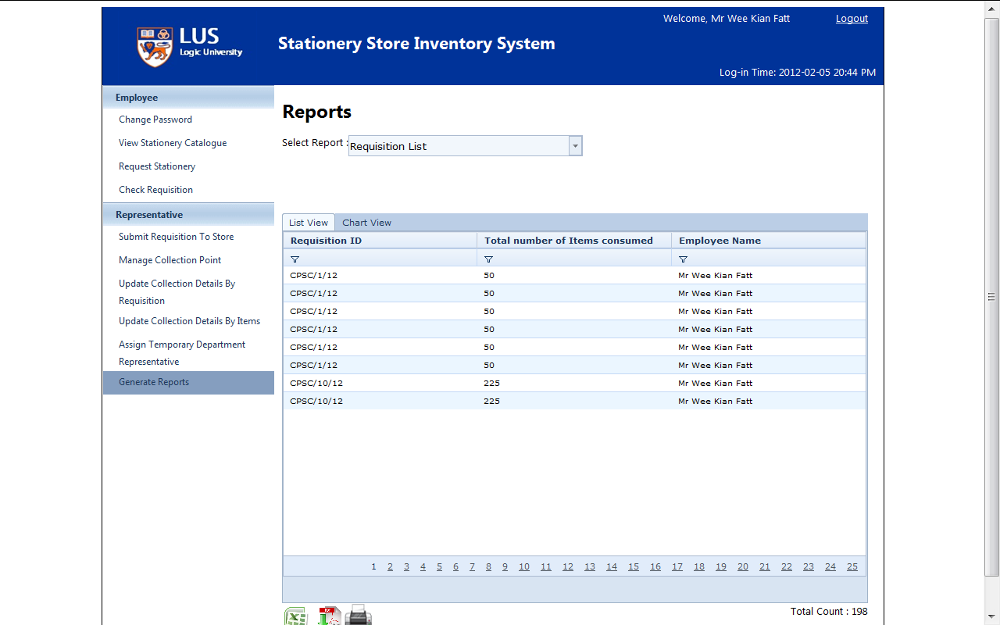 Welcome, Mr Wee Kian Fatt Logout
LUS
Logic University
Stationery Store Inventory System
Log-in Time: 2012-02-05 20:44 PM
Employee
Change Password
View Stationery Catalogue
Request Stationery
Check Requisition
Representative
Submit Requisition To Store
Manage Collection Point
Update Collection Details By
Requisition
Update Collection Details By Items
Assign Temporary Department
Representative
Generate Reports
Reports
Select Report : Requisition List
List View Chart View
Requisition ID Total number of Items consumed Employee Name
CPSC/1/12 50 Mr Wee Kian Fatt
CPSC/1/12 50 Mr Wee Kian Fatt
CPSC/1/12 50 Mr Wee Kian Fatt
CPSC/1/12 50 Mr Wee Kian Fatt
CPSC/1/12 50 Mr Wee Kian Fatt
CPSC/1/12 50 Mr Wee Kian Fatt
CPSC/10/12 225 Mr Wee Kian Fatt
CPSC/10/12 225 Mr Wee Kian Fatt
1 2 3 4 5 6 7 8 9 10 11 12 13 14 15 16 17 18 19 20 21 22 23 24 25
Total Count : 198